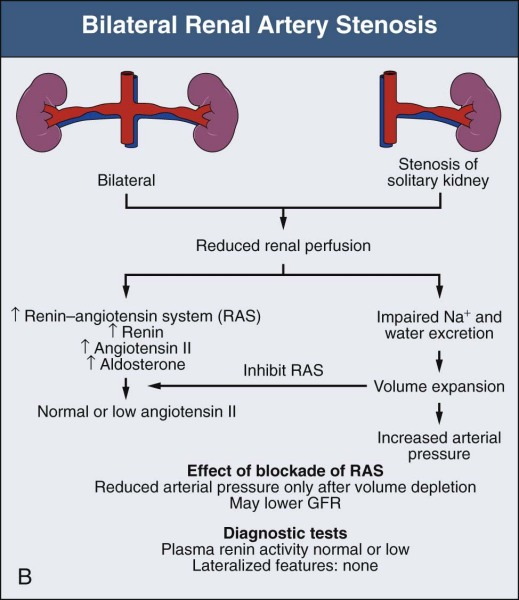 Bilateral Renal Artery Stenosis
Bilateral
Stenosis of
solitary kidney
Reduced renal perfusion
↑ Renin–angiotensin system (RAS)
↑ Renin
↑ Angiotensin II
↑ Aldosterone
Normal or low angiotensin II
Inhibit RAS
Impaired Na⁺ and
water excretion
Volume expansion
Increased arterial
pressure
Effect of blockade of RAS
Reduced arterial pressure only after volume depletion
May lower GFR
Diagnostic tests
Plasma renin activity normal or low
Lateralized features: none
B